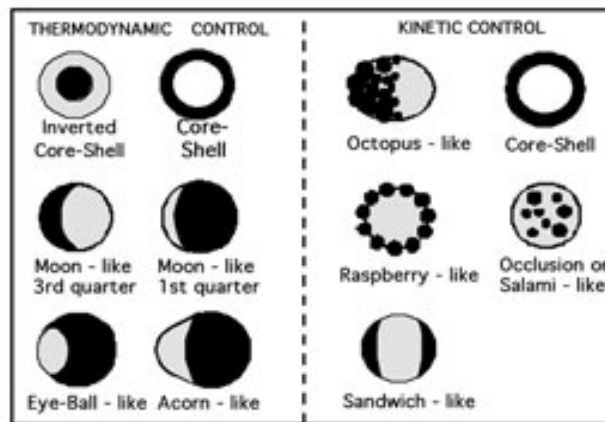 THERMODYNAMIC CONTROL
Inverted
Core-Shell
Core-
Shell
Moon - like
3rd quarter
Moon - like
1st quarter
Eye-Ball - like
Acorn - like
KINETIC CONTROL
Octopus - like
Core-Shell
Raspberry - like
Occlusion or
Salami - like
Sandwich - like